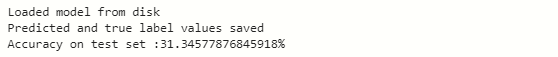 Loaded model from disk
Predicted and true label values saved
Accuracy on test set :31.34577876845918%